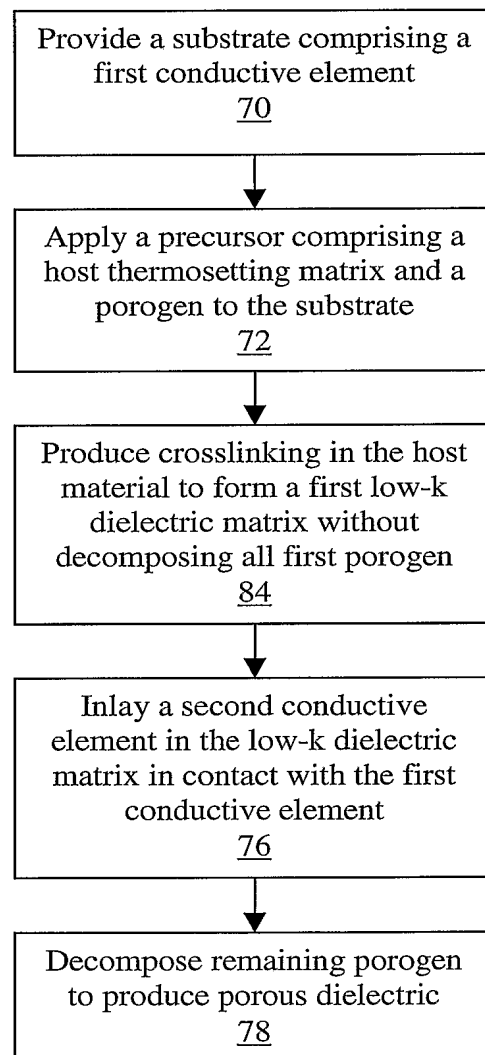 Provide a substrate comprising a
first conductive element
70
Apply a precursor comprising a
host thermosetting matrix and a
porogen to the substrate
72
Produce crosslinking in the host
material to form a first low-k
dielectric matrix without
decomposing all first porogen
84
Inlay a second conductive
element in the low-k dielectric
matrix in contact with the first
conductive element
76
Decompose remaining porogen
to produce porous dielectric
78